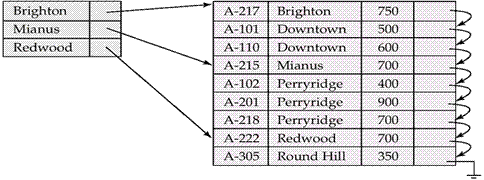 Brighton
Mianus
Redwood
A-217 Brighton 750
A-101 Downtown 500
A-110 Downtown 600
A-215 Mianus 700
A-102 Perryridge 400
A-201 Perryridge 900
A-218 Perryridge 700
A-222 Redwood 700
A-305 Round Hill 350